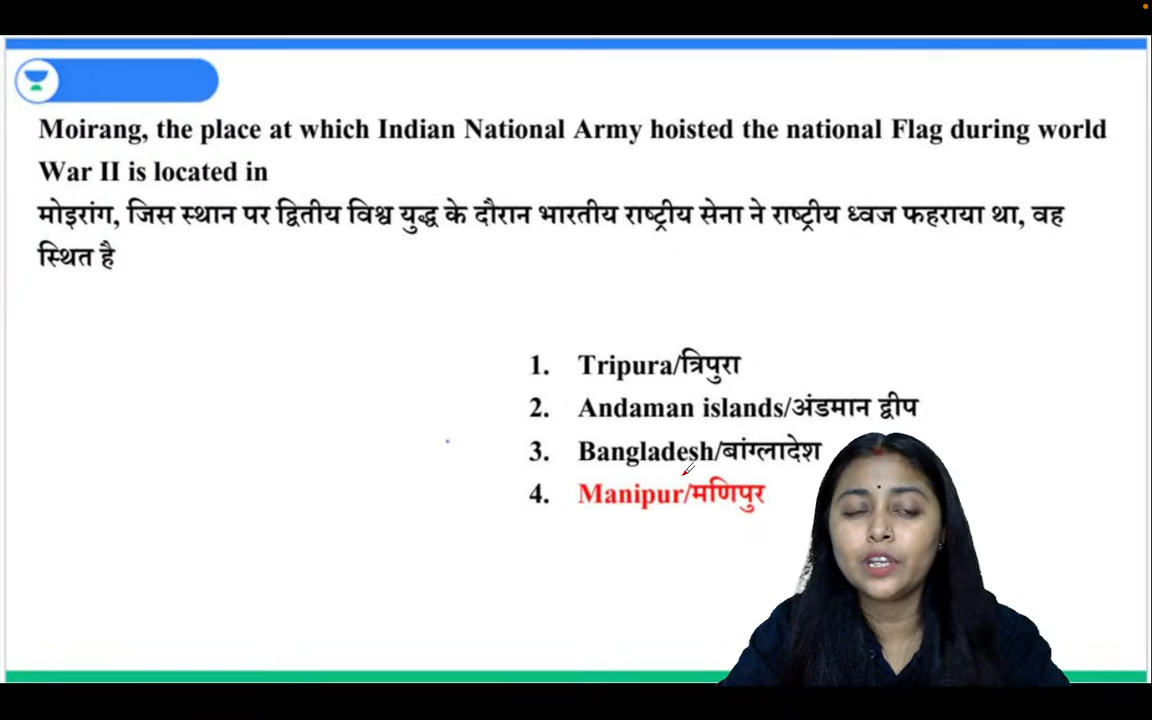 Moirang, the place at which Indian National Army hoisted the national Flag during world
War II is located in
मोइरांग, जिस स्थान पर द्वितीय विश्व युद्ध के दौरान भारतीय राष्ट्रीय सेना ने राष्ट्रीय ध्वज फहराया था, वह
स्थित है
1. Tripura/त्रिपुरा
2. Andaman islands/अंडमान द्वीप
3. Bangladesh/बांग्लादेश
4. Manipur/मणिपुर